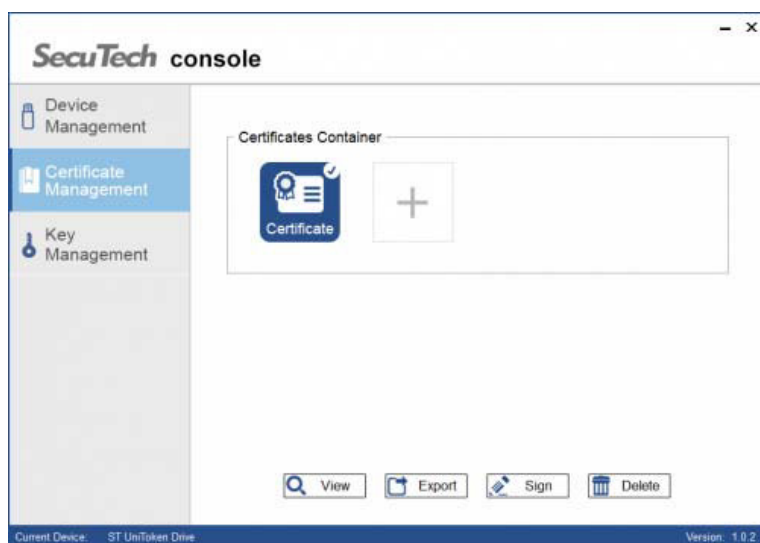 SecuTech console
Device
Management
Certificate
Management
Key
Management
Certificates Container
Certificate
View
Export
Sign
Delete
Current Device: ST UniToken Drive
Version: 1.0.2